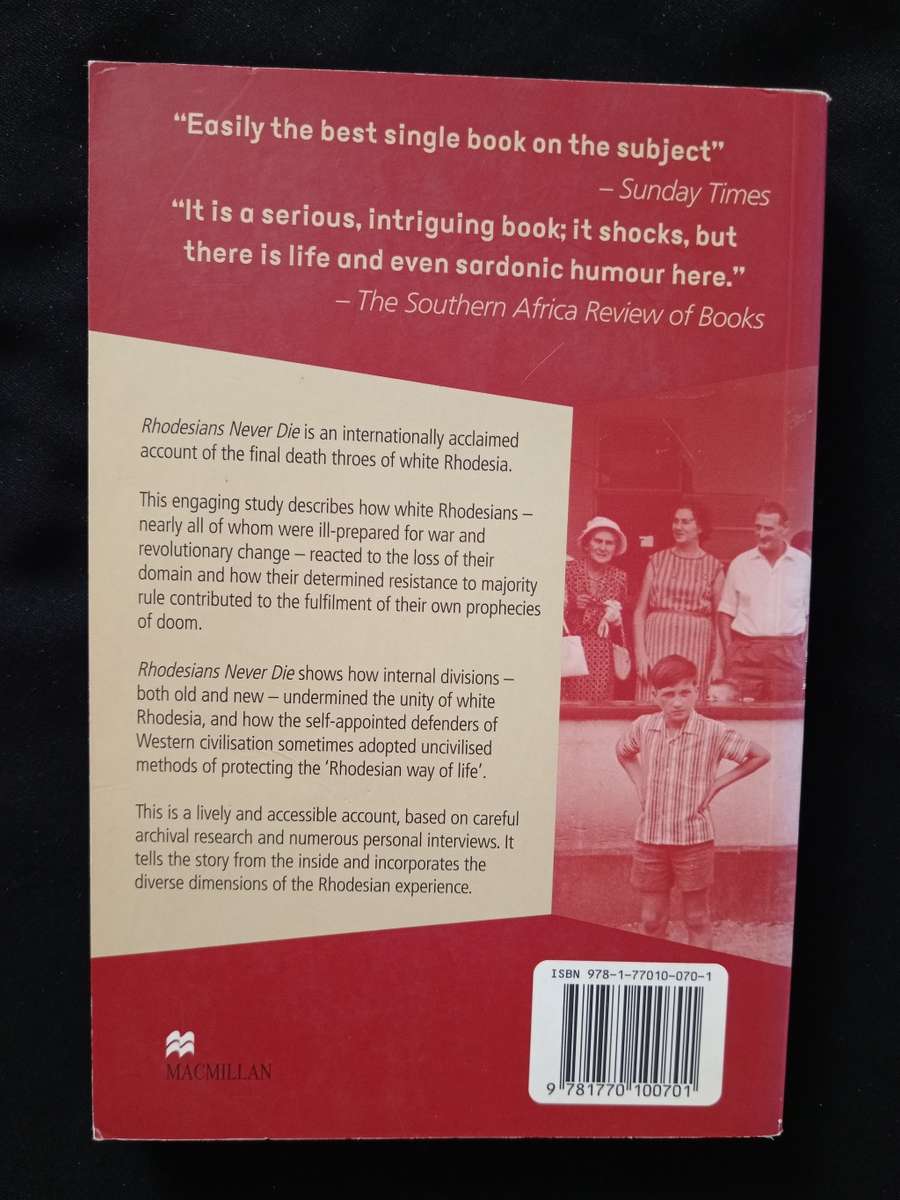 “Easily the best single book on the subject”
– Sunday Times
“It is a serious, intriguing book; it shocks, but
there is life and even sardonic humour here.”
– The Southern Africa Review of Books
Rhodesians Never Die is an internationally acclaimed
account of the final death throes of white Rhodesia.
This engaging study describes how white Rhodesians –
nearly all of whom were ill-prepared for war and
revolutionary change – reacted to the loss of their
domain and how their determined resistance to majority
rule contributed to the fulfilment of their own prophecies
of doom.
Rhodesians Never Die shows how internal divisions –
both old and new – undermined the unity of white
Rhodesia, and how the self-appointed defenders of
Western civilisation sometimes adopted uncivilised
methods of protecting the ‘Rhodesian way of life’.
This is a lively and accessible account, based on careful
archival research and numerous personal interviews. It
tells the story from the inside and incorporates the
diverse dimensions of the Rhodesian experience.
ISBN 978-1-77010-070-1
9 781770 100701
MACMILLAN